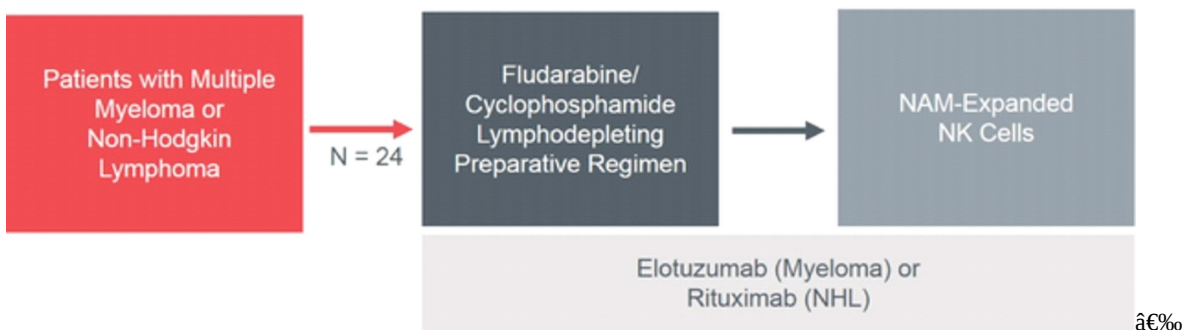 Patients with Multiple
Myeloma or
Non-Hodgkin
Lymphoma
N = 24
Fludarabine/
Cyclophosphamide
Lymphodepleting
Preparative Regimen
NAM-Expanded
NK Cells
Elotuzumab (Myeloma) or
Rituximab (NHL)
â€‰